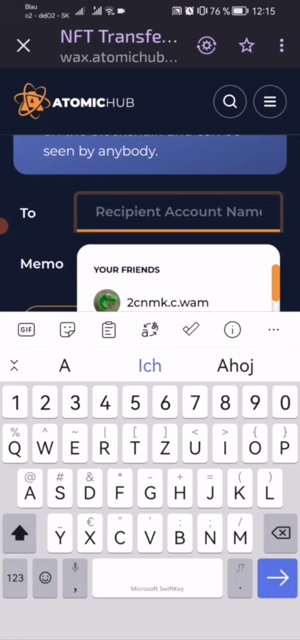 Blau
o2 - de|O2 - SK
76 %
12:15
NFT Transfe...
wax.atomichub...
ATOMICHUB
seen by anybody.
To
Recipient Account Name
Memo
YOUR FRIENDS
2cnmk.c.wam
GIF
A
Ich
Ahoj
1 2 3 4 5 6 7 8 9 0
% ^ ~ | [ ] < > { }
Q W E R T Z U I O P
@ # & * - + = ( )
A S D F G H J K L
_ € " ' : ; /
Y X C V B N M
123
,
Microsoft SwiftKey
!?
.